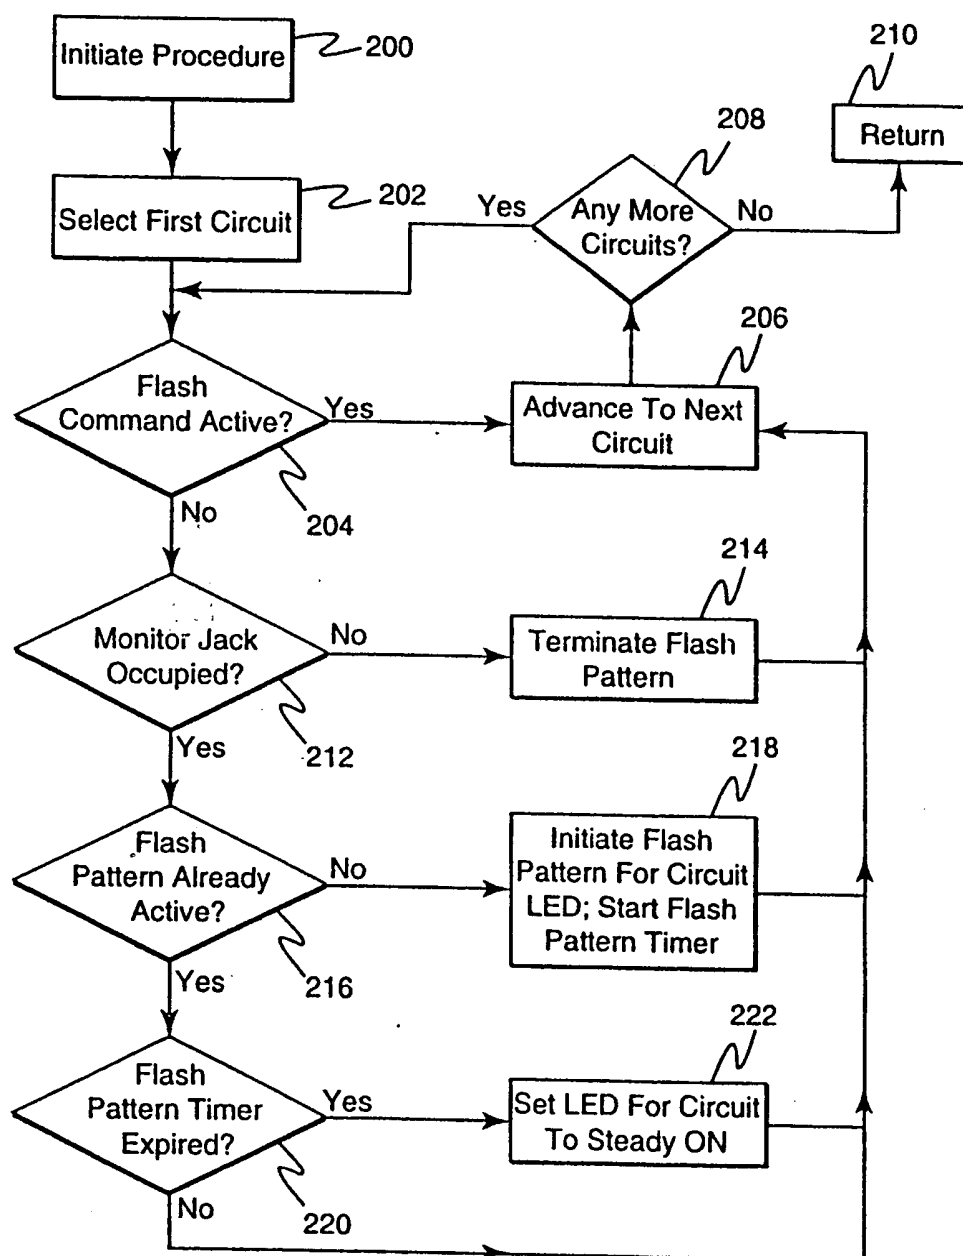 Initiate Procedure
200
210
Return
208
Any More
Circuits?
Yes
No
Select First Circuit
202
206
Advance To Next
Circuit
Flash
Command Active?
Yes
204
No
214
Monitor Jack
Occupied?
No
Terminate Flash
Pattern
212
Yes
218
Flash
Pattern Already
Active?
No
Initiate Flash
Pattern For Circuit
LED; Start Flash
Pattern Timer
216
Yes
222
Flash
Pattern Timer
Expired?
Yes
Set LED For Circuit
To Steady ON
220
No